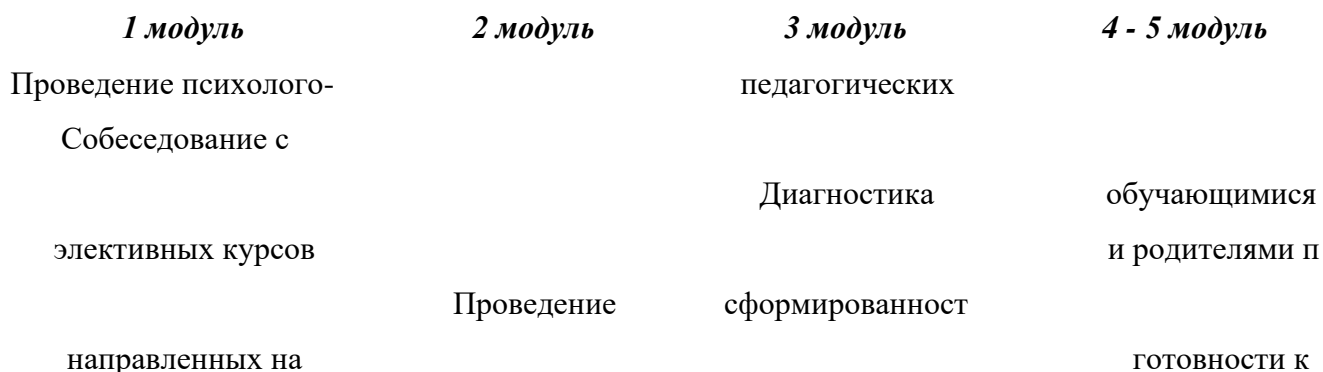 1 модуль 2 модуль 3 модуль 4 - 5 модуль
Проведение психолого- педагогических
Собеседование с
Диагностика обучающимися
элективных курсов и родителями п
Проведение сформированност
направленных на готовности к